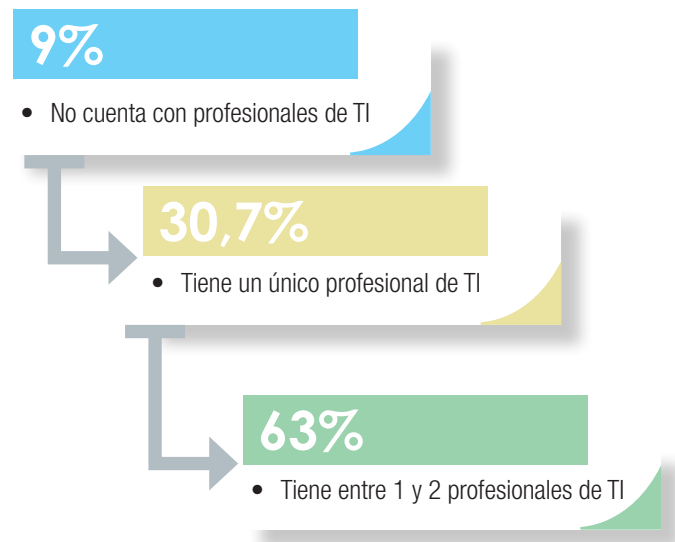 9%
• No cuenta con profesionales de TI
30,7%
• Tiene un único profesional de TI
63%
• Tiene entre 1 y 2 profesionales de TI